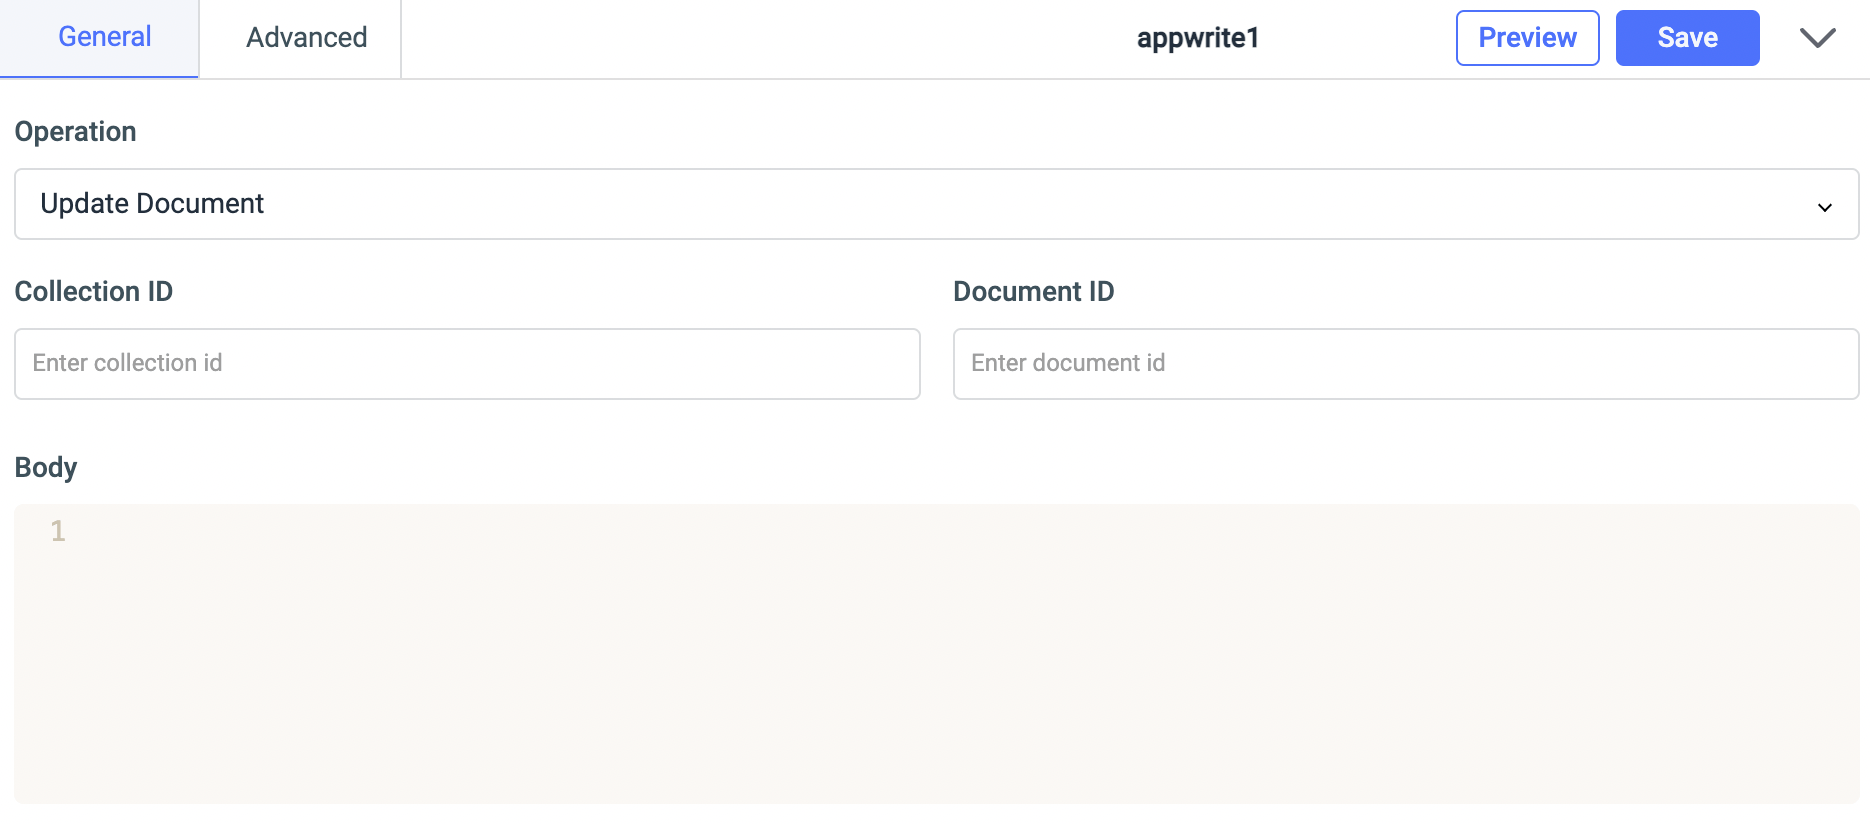 General Advanced appwrite1 Preview Save
Operation
Update Document
Collection ID Document ID
Enter collection id Enter document id
Body
1